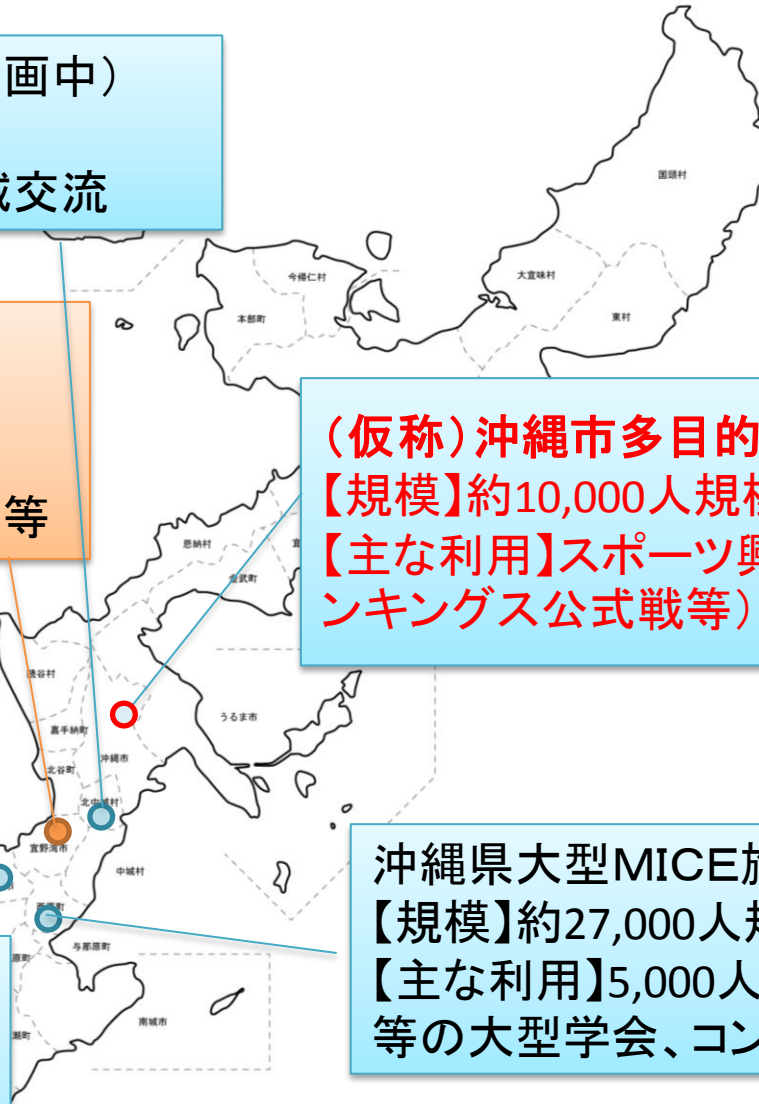 画中）
域交流
国頭村
今帰仁村
大宜味村
本部町
東村
等
（仮称）沖縄市多目的
【規模】約10,000人規模
【主な利用】スポーツ興
ンキングス公式戦等）
恩納村
金武町
読谷村
うるま市
嘉手納町
沖縄市
北谷町
北中城村
宜野湾市
中城村
西原町
与那原町
原町
南城市
瀬町
沖縄県大型MICE施
【規模】約27,000人規
【主な利用】5,000人
等の大型学会、コン